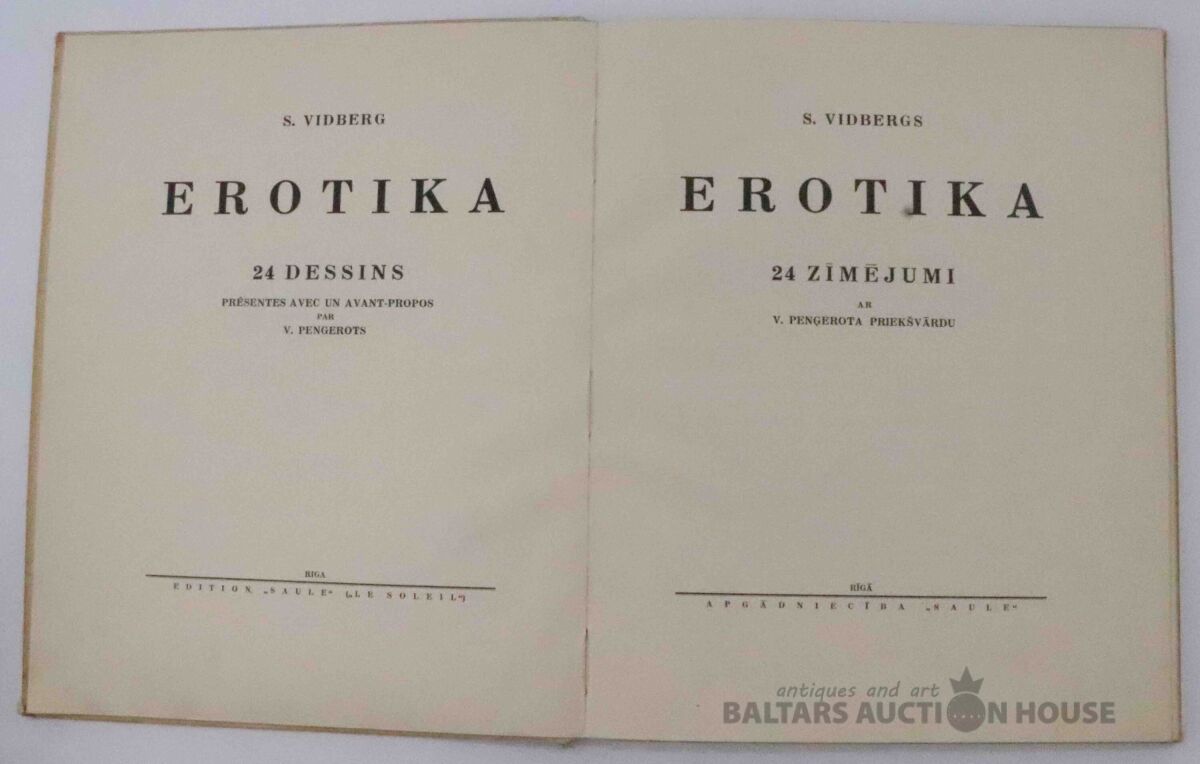 S. VIDBERG
EROTIKA
24 DESSINS
PRÉSENTES AVEC UN AVANT-PROPOS
PAR
V. PENGEROTS
RIGA
EDITION „SAULE“ („LE SOLEIL“)
S. VIDBERGS
EROTIKA
24 ZĪMĒJUMI
AR
V. PENĢEROTA PRIEKŠVĀRDU
RĪGĀ
APGĀDNIECĪBA „SAULE“
antiques and art
BALTARS AUCTION HOUSE